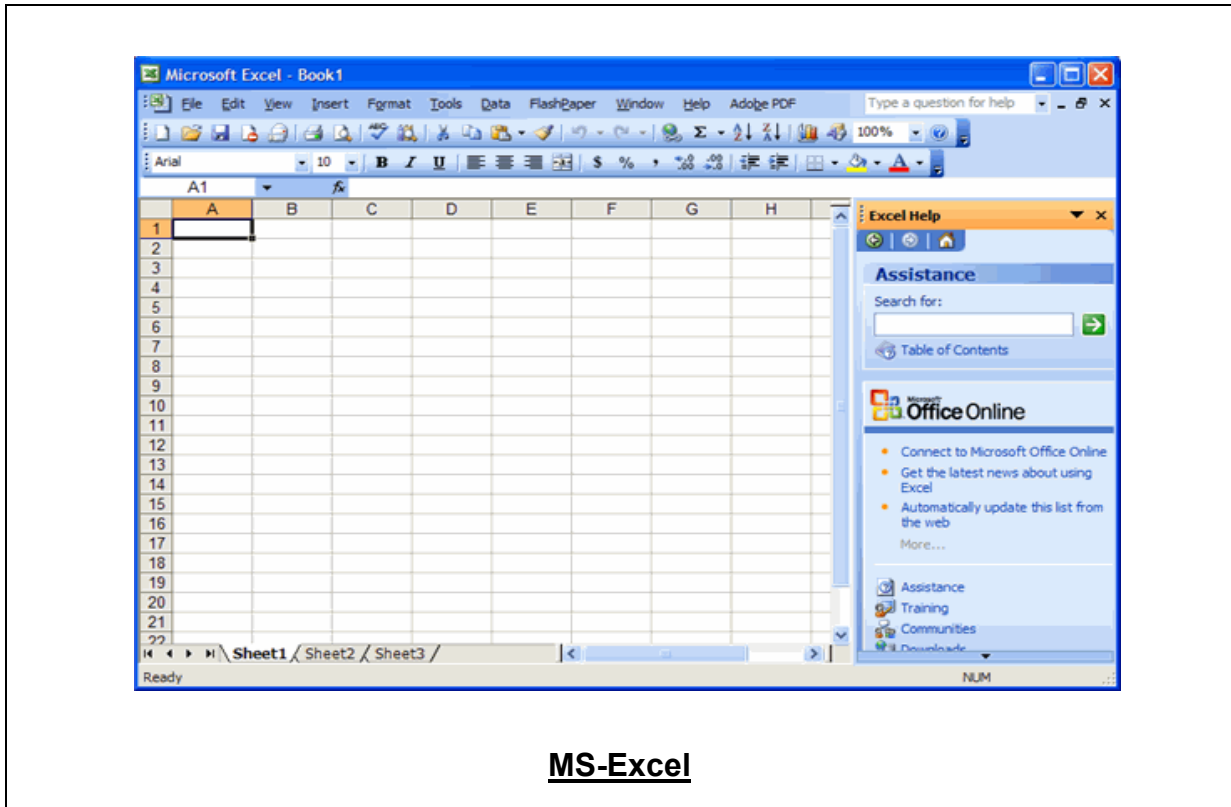 Microsoft Excel - Book1
File Edit View Insert Format Tools Data FlashPaper Window Help Adobe PDF Type a question for help
100%
Arial 10 B I U $ % ,
A1 fx
A B C D E F G H
1
2
3
4
5
6
7
8
9
10
11
12
13
14
15
16
17
18
19
20
21
22
Excel Help
Assistance
Search for:
Table of Contents
Microsoft
Office Online
Connect to Microsoft Office Online
Get the latest news about using
Excel
Automatically update this list from
the web
More...
Assistance
Training
Communities
Downloads
Sheet1 Sheet2 Sheet3
Ready NUM
MS-Excel